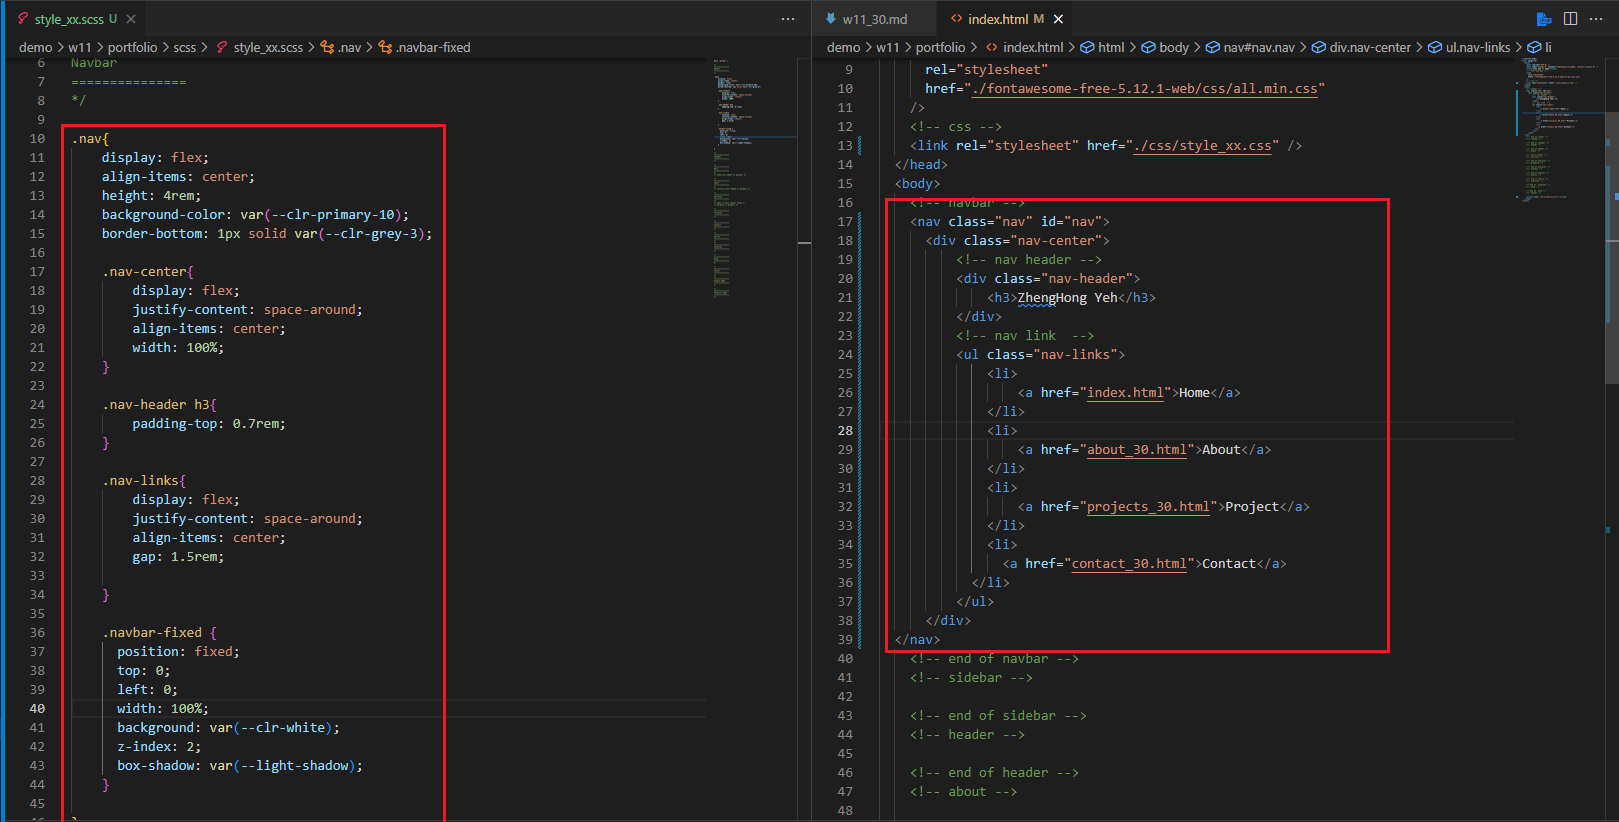 style_xx.scss U
demo > w11 > portfolio > scss > style_xx.scss > .nav > .navbar-fixed
6 Navbar
7 ===============
8 */
9
10 .nav{
11 display: flex;
12 align-items: center;
13 height: 4rem;
14 background-color: var(--clr-primary-10);
15 border-bottom: 1px solid var(--clr-grey-3);
16
17 .nav-center{
18 display: flex;
19 justify-content: space-around;
20 align-items: center;
21 width: 100%;
22 }
23
24 .nav-header h3{
25 padding-top: 0.7rem;
26 }
27
28 .nav-links{
29 display: flex;
30 justify-content: space-around;
31 align-items: center;
32 gap: 1.5rem;
33
34 }
35
36 .navbar-fixed {
37 position: fixed;
38 top: 0;
39 left: 0;
40 width: 100%;
41 background: var(--clr-white);
42 z-index: 2;
43 box-shadow: var(--light-shadow);
44 }
45
w11_30.md
index.html M
demo > w11 > portfolio > index.html > html > body > nav#nav.nav > div.nav-center > ul.nav-links > li
9 rel="stylesheet"
10 href="./fontawesome-free-5.12.1-web/css/all.min.css"
11 />
12 <!-- css -->
13 <link rel="stylesheet" href="./css/style_xx.css" />
14 </head>
15 <body>
16 <!-- navbar -->
17 <nav class="nav" id="nav">
18 <div class="nav-center">
19 <!-- nav header -->
20 <div class="nav-header">
21 <h3>ZhengHong Yeh</h3>
22 </div>
23 <!-- nav link  -->
24 <ul class="nav-links">
25 <li>
26 <a href="index.html">Home</a>
27 </li>
28 <li>
29 <a href="about_30.html">About</a>
30 </li>
31 <li>
32 <a href="projects_30.html">Project</a>
33 </li>
34 <li>
35 <a href="contact_30.html">Contact</a>
36 </li>
37 </ul>
38 </div>
39 </nav>
40 <!-- end of navbar -->
41 <!-- sidebar -->
42
43 <!-- end of sidebar -->
44 <!-- header -->
45
46 <!-- end of header -->
47 <!-- about -->
48